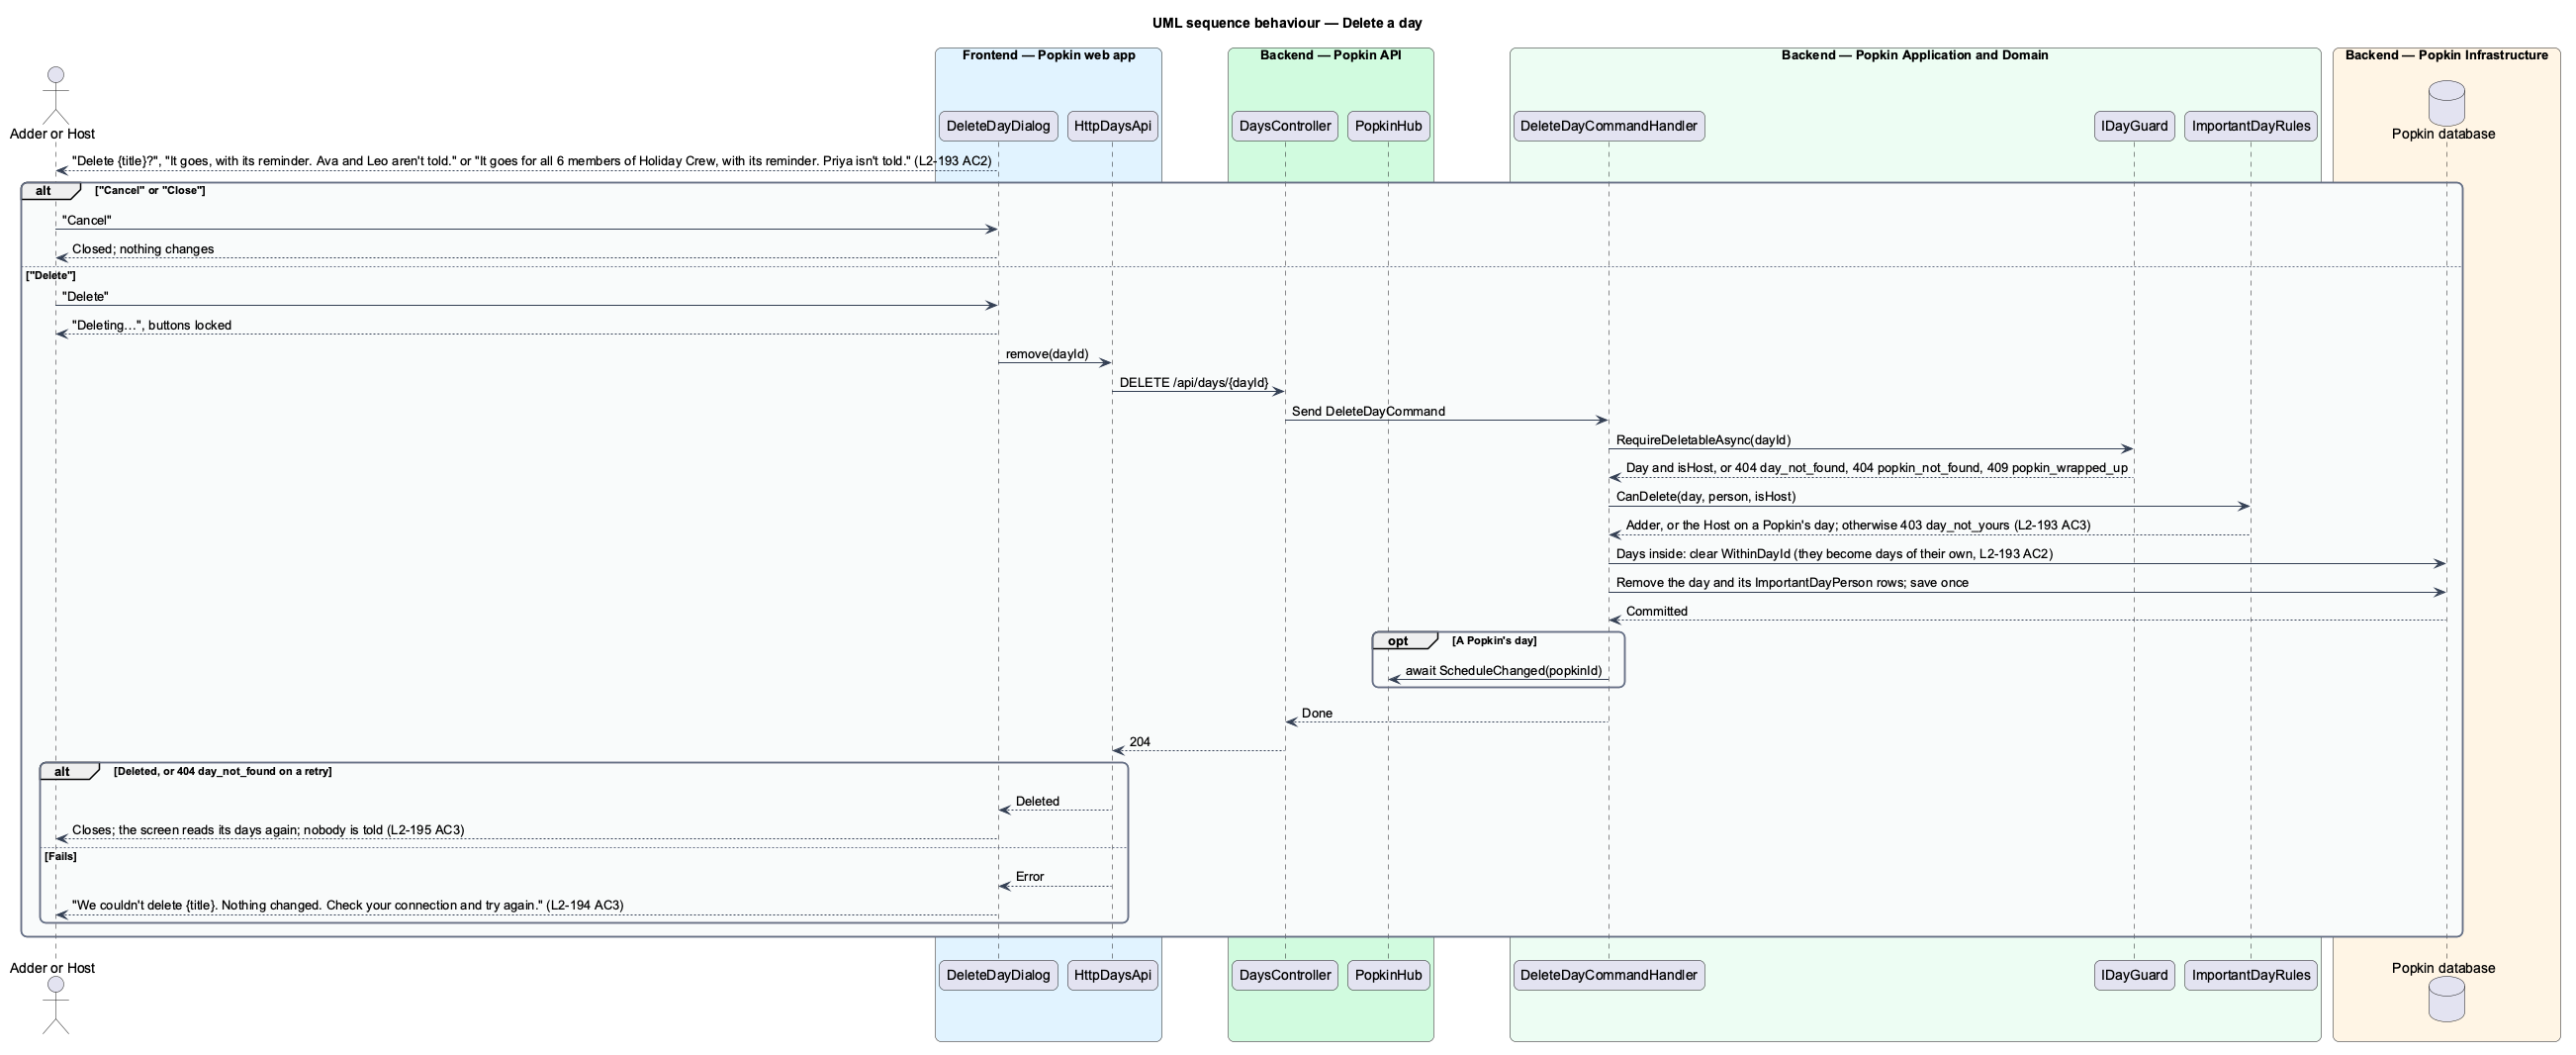 UML sequence behaviour — Delete a day
Frontend — Popkin web app
Backend — Popkin API
Backend — Popkin Application and Domain
Backend — Popkin Infrastructure
Adder or Host
DeleteDayDialog
HttpDaysApi
DaysController
PopkinHub
DeleteDayCommandHandler
IDayGuard
ImportantDayRules
Popkin database
"Delete {title}?", "It goes, with its reminder. Ava and Leo aren't told." or "It goes for all 6 members of Holiday Crew, with its reminder. Priya isn't told." (L2-193 AC2)
alt ["Cancel" or "Close"]
"Cancel"
Closed; nothing changes
["Delete"]
"Delete"
"Deleting…", buttons locked
remove(dayId)
DELETE /api/days/{dayId}
Send DeleteDayCommand
RequireDeletableAsync(dayId)
Day and isHost, or 404 day_not_found, 404 popkin_not_found, 409 popkin_wrapped_up
CanDelete(day, person, isHost)
Adder, or the Host on a Popkin's day; otherwise 403 day_not_yours (L2-193 AC3)
Days inside: clear WithinDayId (they become days of their own, L2-193 AC2)
Remove the day and its ImportantDayPerson rows; save once
Committed
opt [A Popkin's day]
await ScheduleChanged(popkinId)
Done
204
alt [Deleted, or 404 day_not_found on a retry]
Deleted
Closes; the screen reads its days again; nobody is told (L2-195 AC3)
[Fails]
Error
"We couldn't delete {title}. Nothing changed. Check your connection and try again." (L2-194 AC3)
Adder or Host
DeleteDayDialog
HttpDaysApi
DaysController
PopkinHub
DeleteDayCommandHandler
IDayGuard
ImportantDayRules
Popkin database